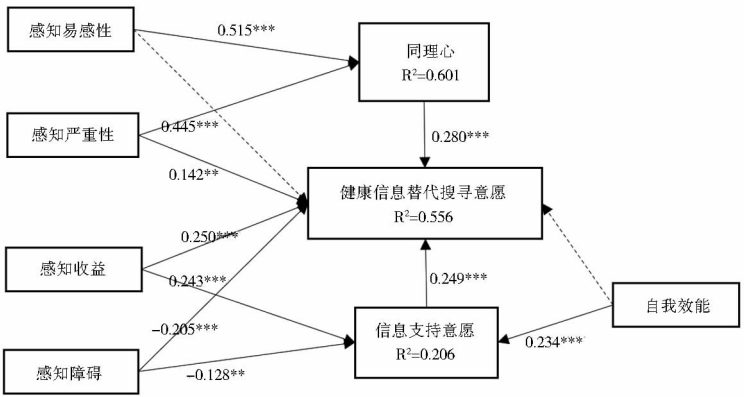 感知易感性
0.515***
同理心
R²=0.601
感知严重性
0.445***
0.280***
0.142**
健康信息替代搜寻意愿
R²=0.556
0.250***
感知收益
0.243***
0.249***
自我效能
-0.205***
信息支持意愿
R²=0.206
0.234***
感知障碍
-0.128**